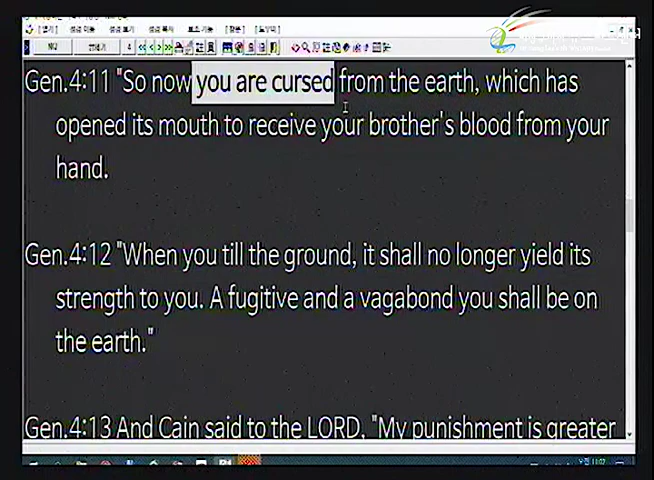 NIV
4
Gen.4:11 "So now you are cursed from the earth, which has
opened its mouth to receive your brother's blood from your
hand.
Gen.4:12 "When you till the ground, it shall no longer yield its
strength to you. A fugitive and a vagabond you shall be on
the earth."
Gen.4:13 And Cain said to the LORD, "My punishment is greater